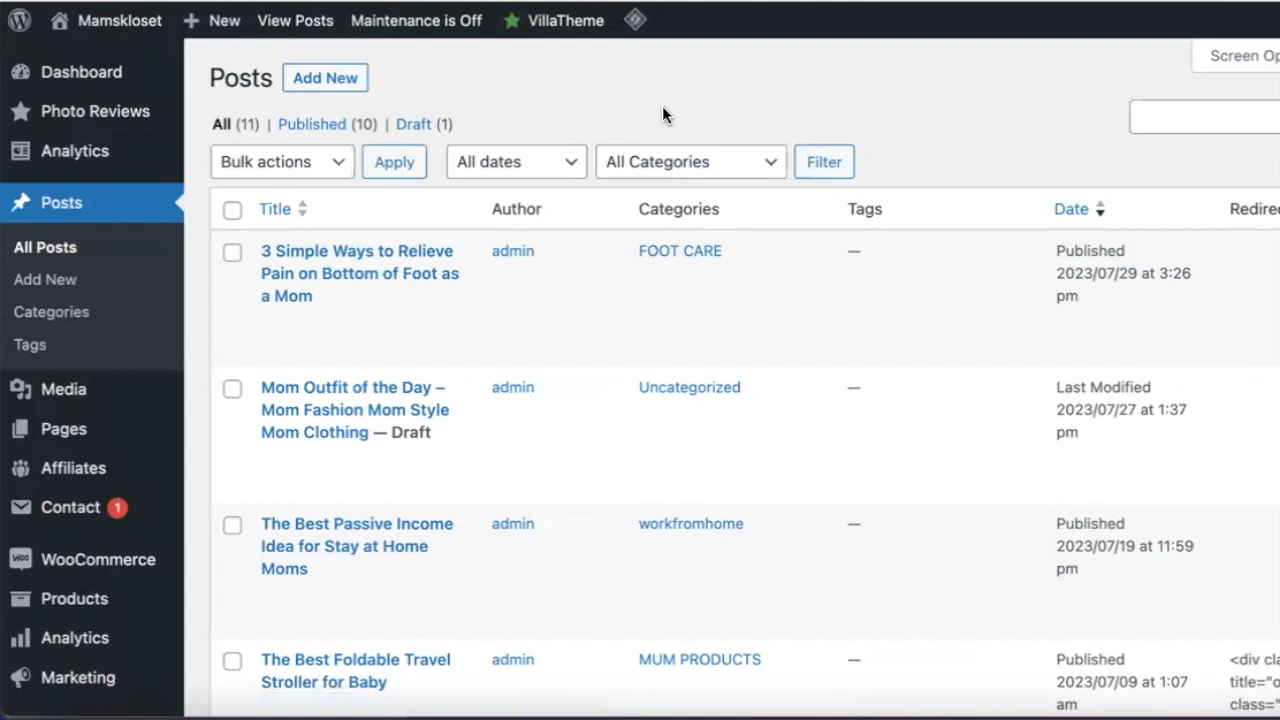 Mamskloset New View Posts Maintenance is Off VillaTheme
Dashboard
Photo Reviews
Analytics
Posts
All Posts
Add New
Categories
Tags
Media
Pages
Affiliates
Contact 1
WooCommerce
Products
Analytics
Marketing
Screen Op
Posts Add New
All (11) | Published (10) | Draft (1)
Bulk actions Apply All dates All Categories Filter
Title Author Categories Tags Date Redirec
3 Simple Ways to Relieve admin FOOT CARE — Published
Pain on Bottom of Foot as 2023/07/29 at 3:26
a Mom pm
Mom Outfit of the Day – admin Uncategorized — Last Modified
Mom Fashion Mom Style 2023/07/27 at 1:37
Mom Clothing — Draft pm
The Best Passive Income admin workfromhome — Published
Idea for Stay at Home 2023/07/19 at 11:59
Moms pm
The Best Foldable Travel admin MUM PRODUCTS — Published <div cla
Stroller for Baby 2023/07/09 at 1:07 title="o
am class="